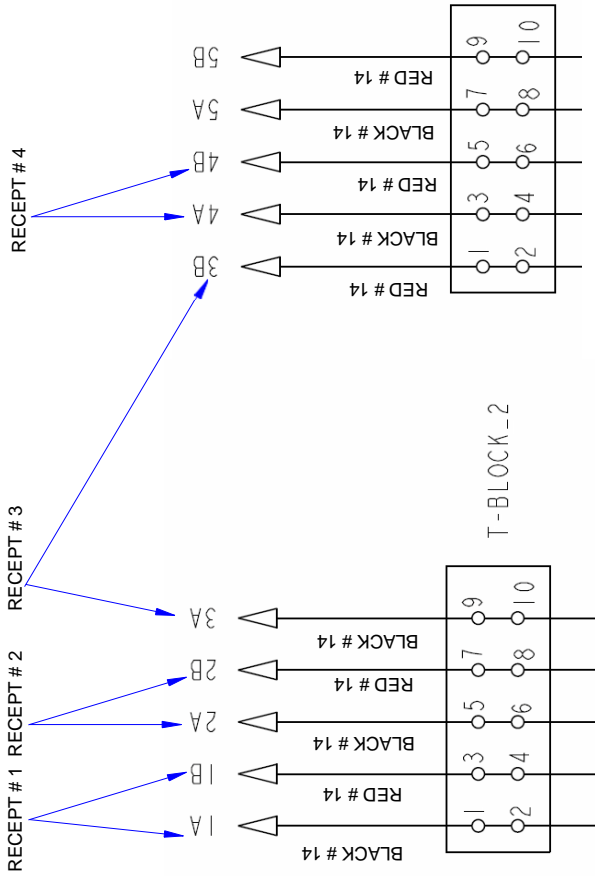 RECEPT # 4
5B
5A
4B
4A
3B
RED # 14
BLACK # 14
RED # 14
BLACK # 14
RED # 14
9 10
7 8
5 6
3 4
1 2
RECEPT # 3
RECEPT # 2
RECEPT # 1
3A
2B
2A
1B
1A
BLACK # 14
RED # 14
BLACK # 14
RED # 14
BLACK # 14
T-BLOCK_2
9 10
7 8
5 6
3 4
1 2